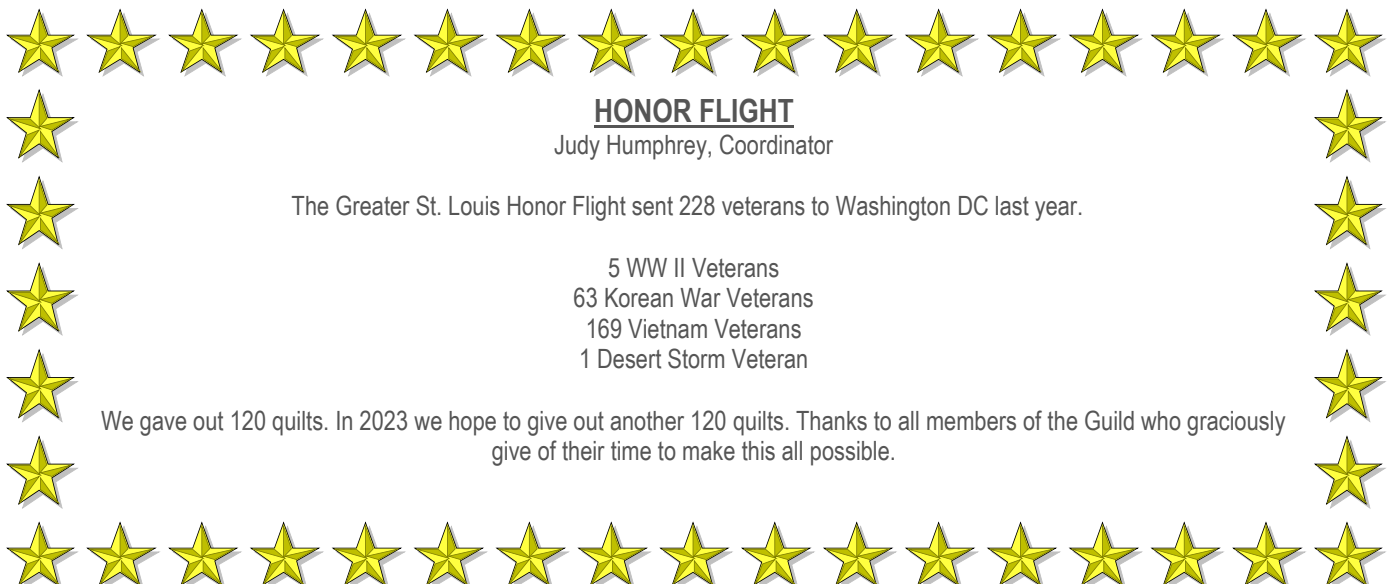 HONOR FLIGHT
Judy Humphrey, Coordinator
The Greater St. Louis Honor Flight sent 228 veterans to Washington DC last year.
5 WW II Veterans
63 Korean War Veterans
169 Vietnam Veterans
1 Desert Storm Veteran
We gave out 120 quilts. In 2023 we hope to give out another 120 quilts. Thanks to all members of the Guild who graciously
give of their time to make this all possible.